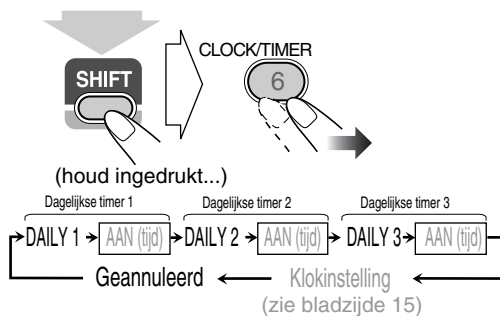 SHIFT
CLOCK/TIMER
6
(houd ingedrukt...)
Dagelijkse timer 1 Dagelijkse timer 2 Dagelijkse timer 3
DAILY 1 AAN (tijd) DAILY 2 AAN (tijd) DAILY 3 AAN (tijd)
Geannuleerd Klokinstelling
(zie bladzijde 15)